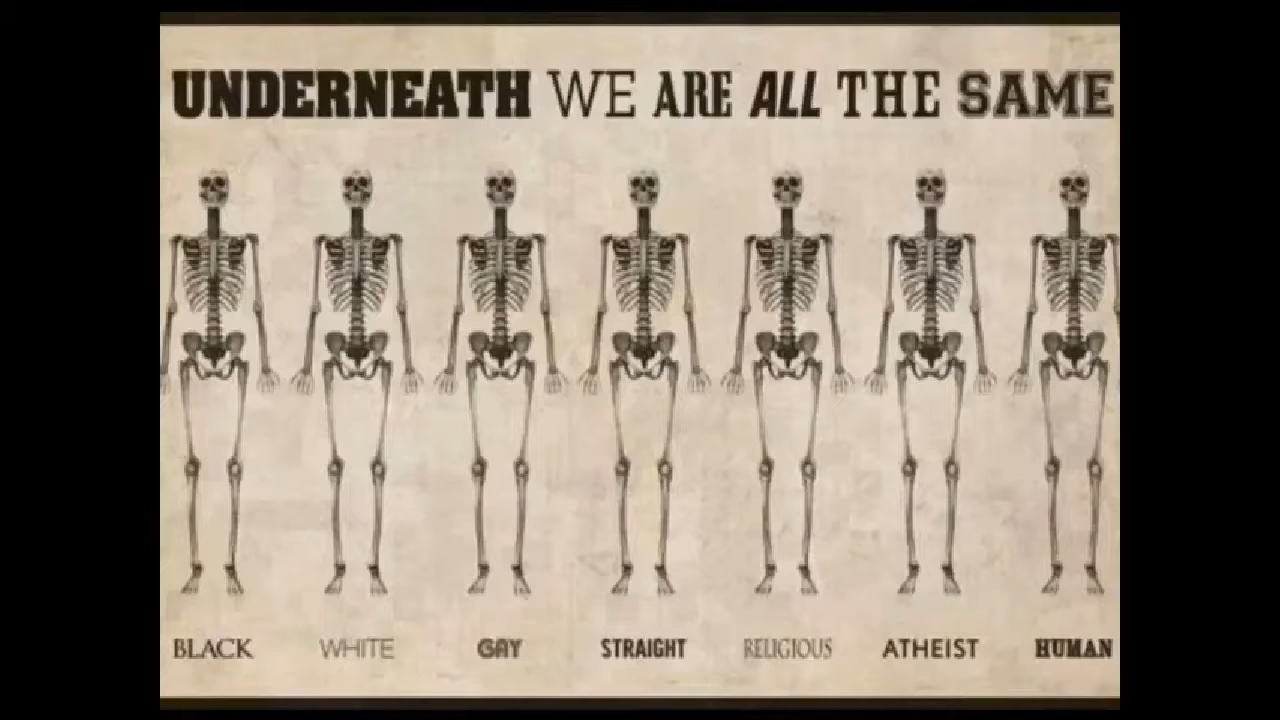 UNDERNEATH WE ARE ALL THE SAME
BLACK WHITE GAY STRAIGHT RELIGIOUS ATHEIST HUMAN